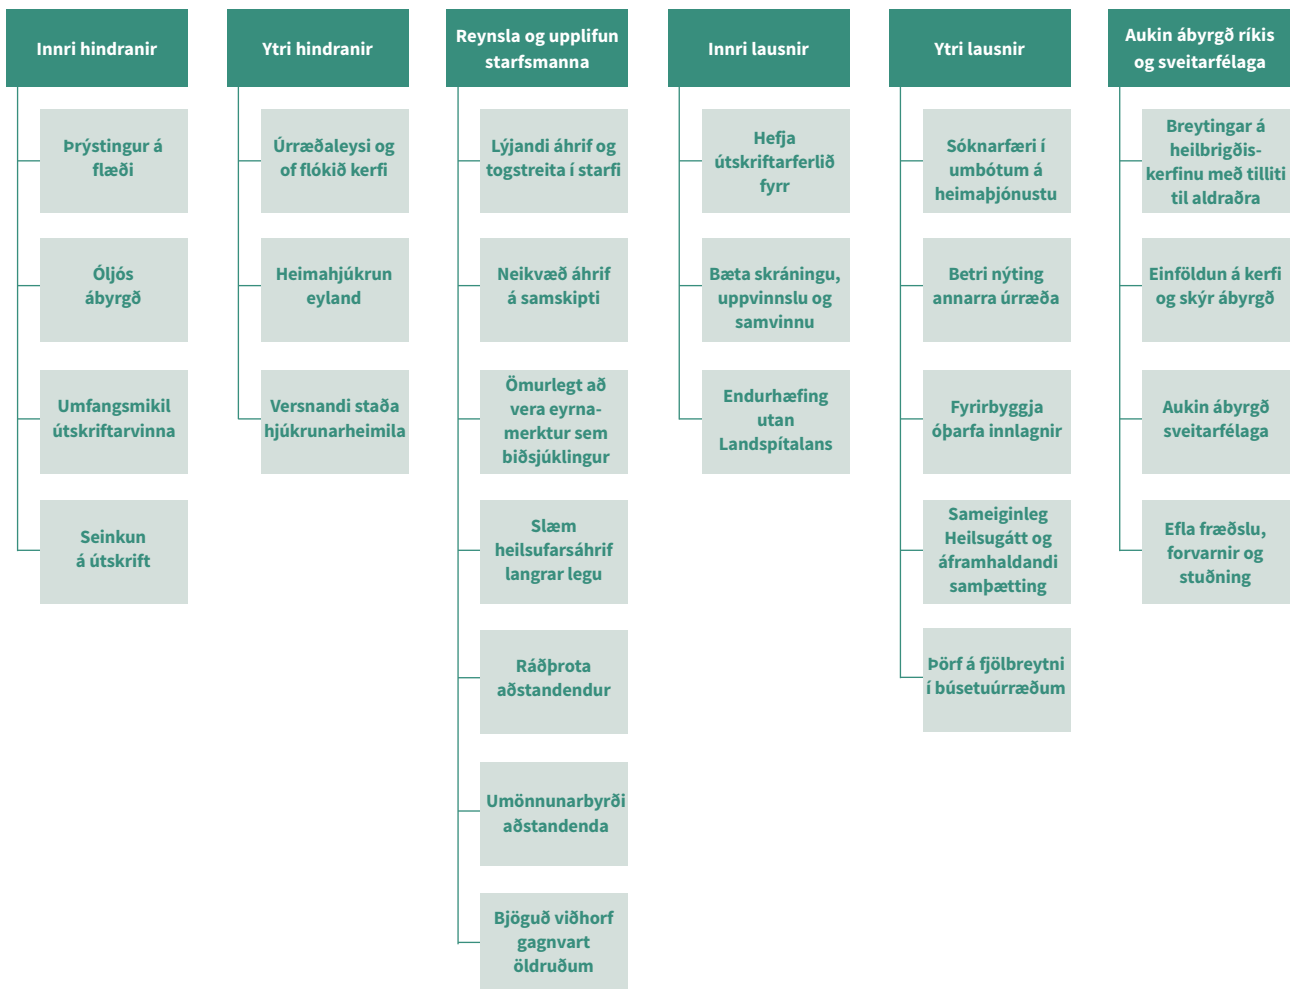 Innri hindranir
Þrýstingur á
flæði
Óljós
ábyrgð
Umfangsmikil
útskriftarvinna
Seinkun
á útskrift
Ytri hindranir
Úrræðaleysi og
of flókið kerfi
Heimahjúkrun
eyland
Versnandi staða
hjúkrunarheimila
Reynsla og upplifun
starfsmanna
Lýjandi áhrif og
togstreita í starfi
Neikvæð áhrif
á samskipti
Ömurlegt að
vera eyrna-
merktur sem
biðsjúklingur
Slæm
heilsufarsáhrif
langrar legu
Ráðþrota
aðstandendur
Umönnunarbyrði
aðstandenda
Bjöguð viðhorf
gagnvart
öldruðum
Innri lausnir
Hefja
útskriftarferlið
fyrr
Bæta skráningu,
uppvinnslu og
samvinnu
Endurhæfing
utan
Landspítalans
Ytri lausnir
Sóknarfæri í
umbótum á
heimaþjónustu
Betri nýting
annarra úrræða
Fyrirbyggja
óþarfa innlagnir
Sameiginleg
Heilsugátt og
áframhaldandi
samþætting
Þörf á fjölbreytni
í búsetuúrræðum
Aukin ábyrgð ríkis
og sveitarfélaga
Breytingar á
heilbrigðis-
kerfinu með tilliti
til aldraðra
Einföldun á kerfi
og skýr ábyrgð
Aukin ábyrgð
sveitarfélaga
Efla fræðslu,
forvarnir og
stuðning